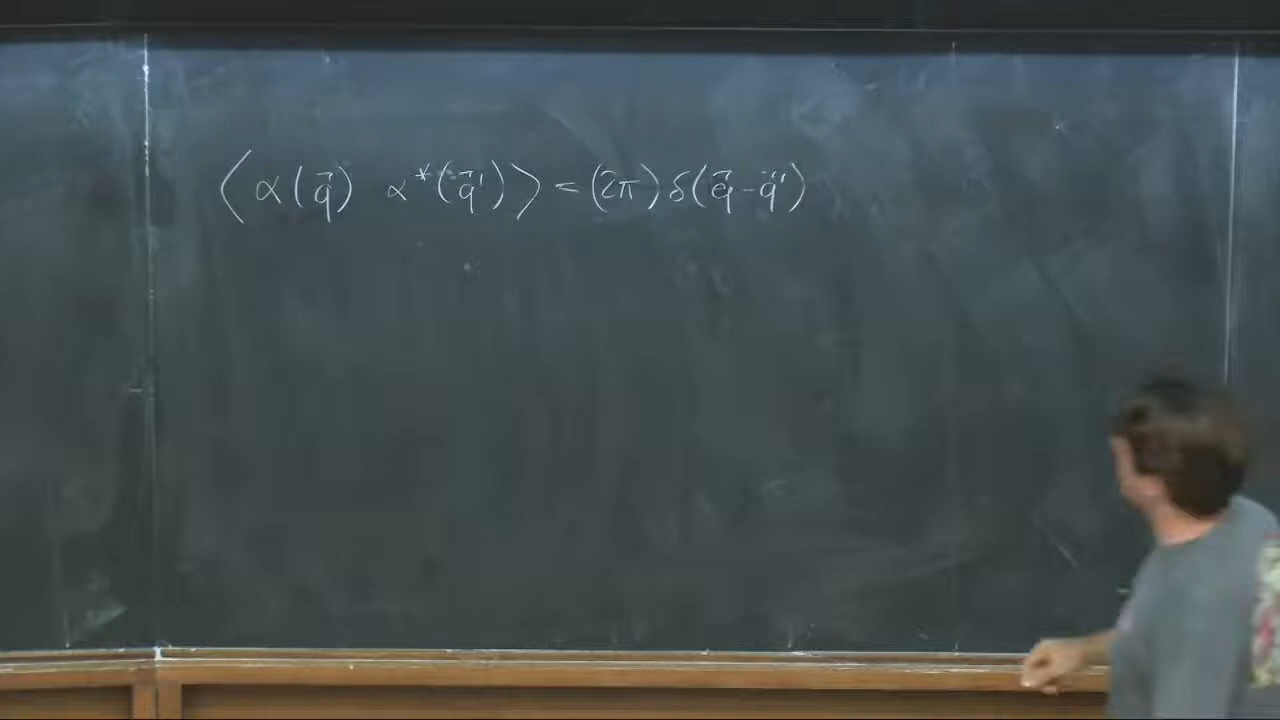 ⟨α(q⃗) α*(q⃗')⟩ = (2π) δ(q⃗ - q⃗')